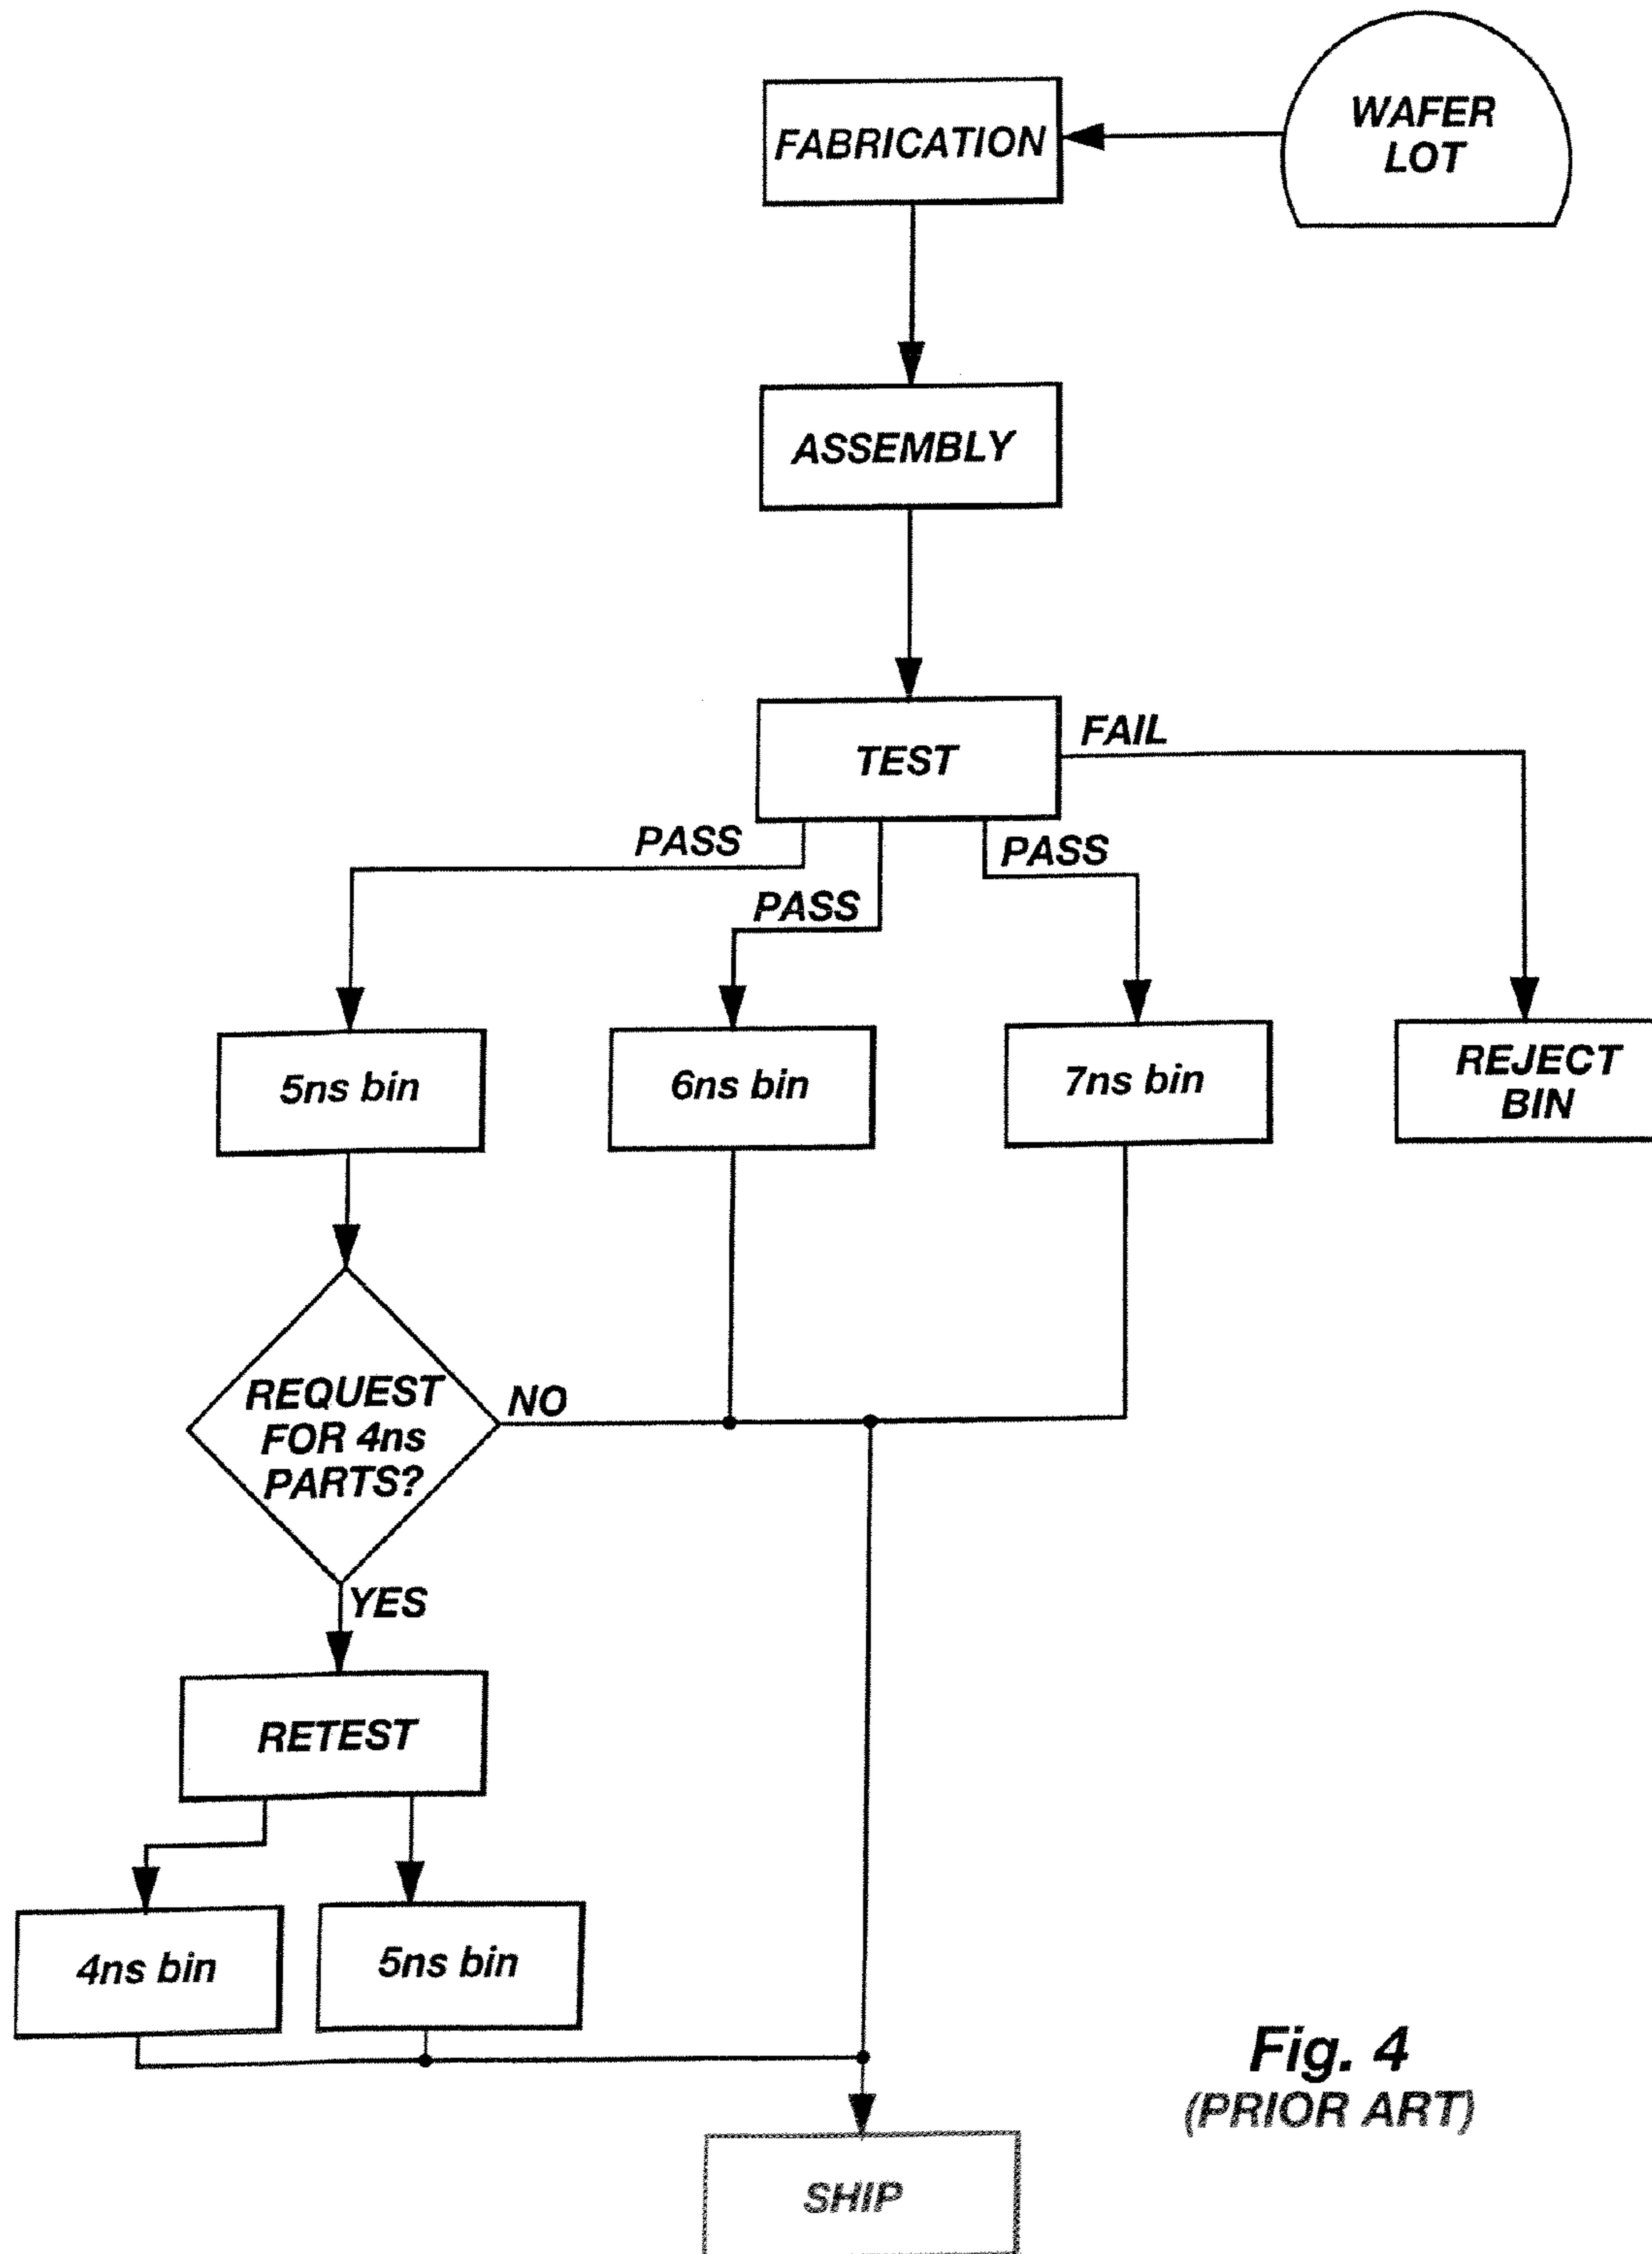 WAFER
LOT
FABRICATION
ASSEMBLY
TEST
FAIL
PASS
PASS
PASS
5ns bin
6ns bin
7ns bin
REJECT
BIN
REQUEST
FOR 4ns
PARTS?
NO
YES
RETEST
4ns bin
5ns bin
SHIP
Fig. 4
(PRIOR ART)